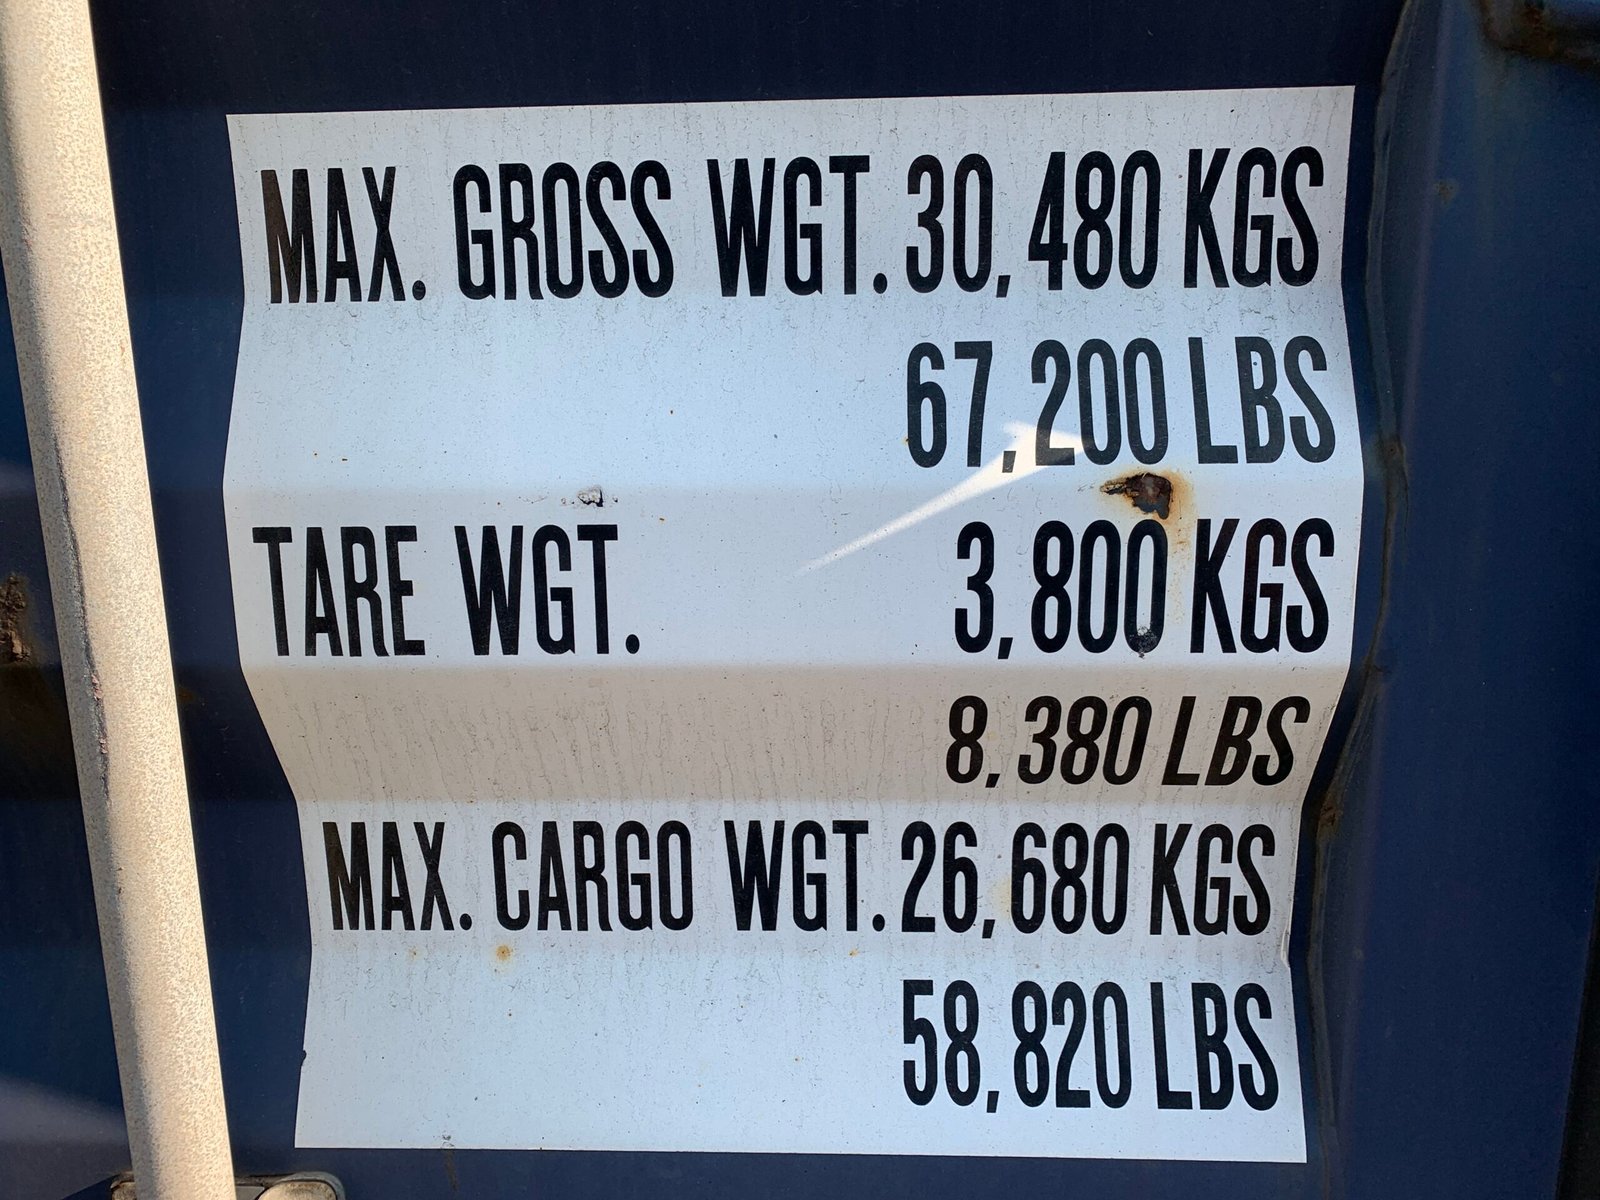 MAX. GROSS WGT. 30,480 KGS
67,200 LBS
TARE WGT. 3,800 KGS
8,380 LBS
MAX. CARGO WGT. 26,680 KGS
58,820 LBS